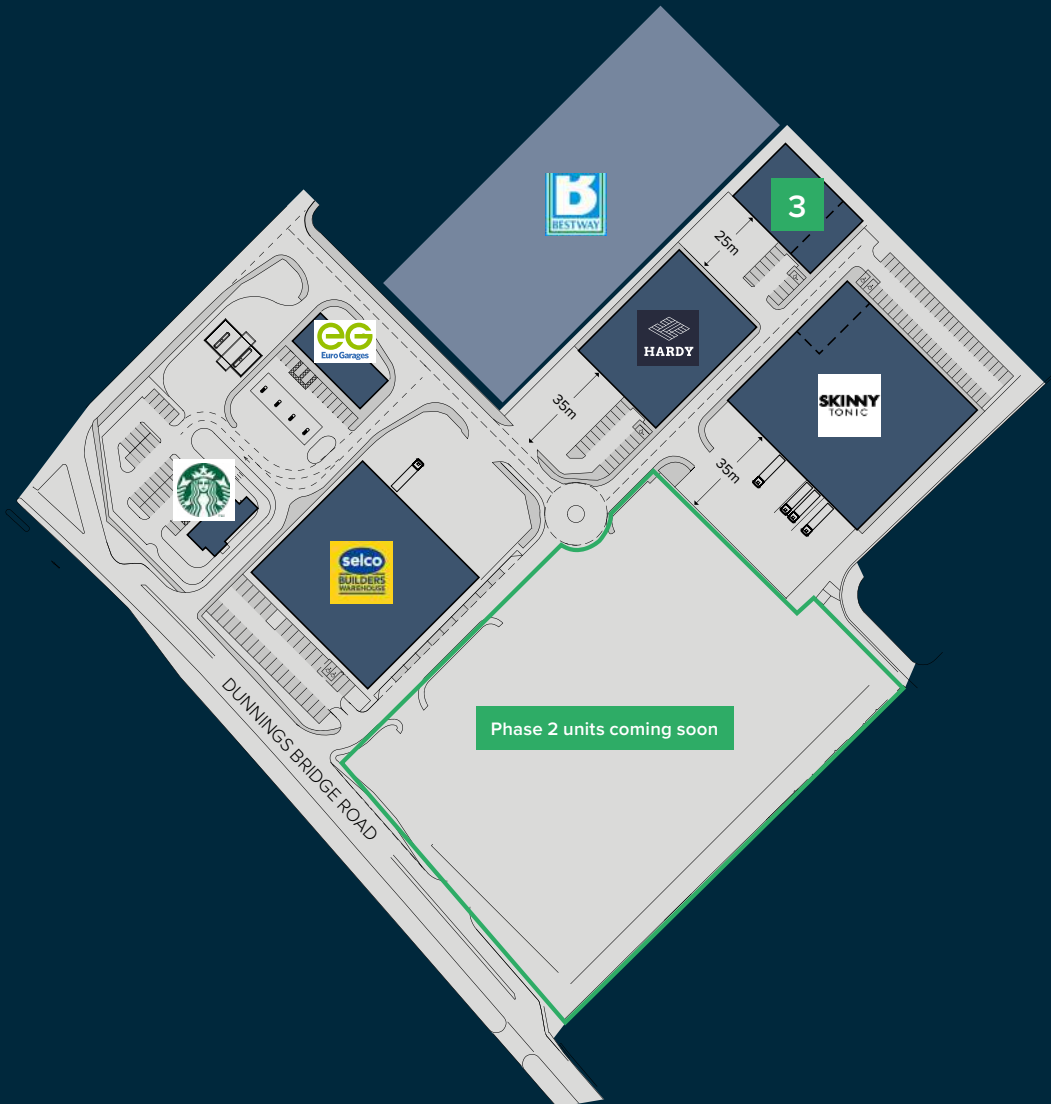 BESTWAY
3
25m
HARDY
35m
eG
Euro Garages
SKINNY
TONIC
35m
selco
BUILDERS
WAREHOUSE
Phase 2 units coming soon
DUNNINGS BRIDGE ROAD